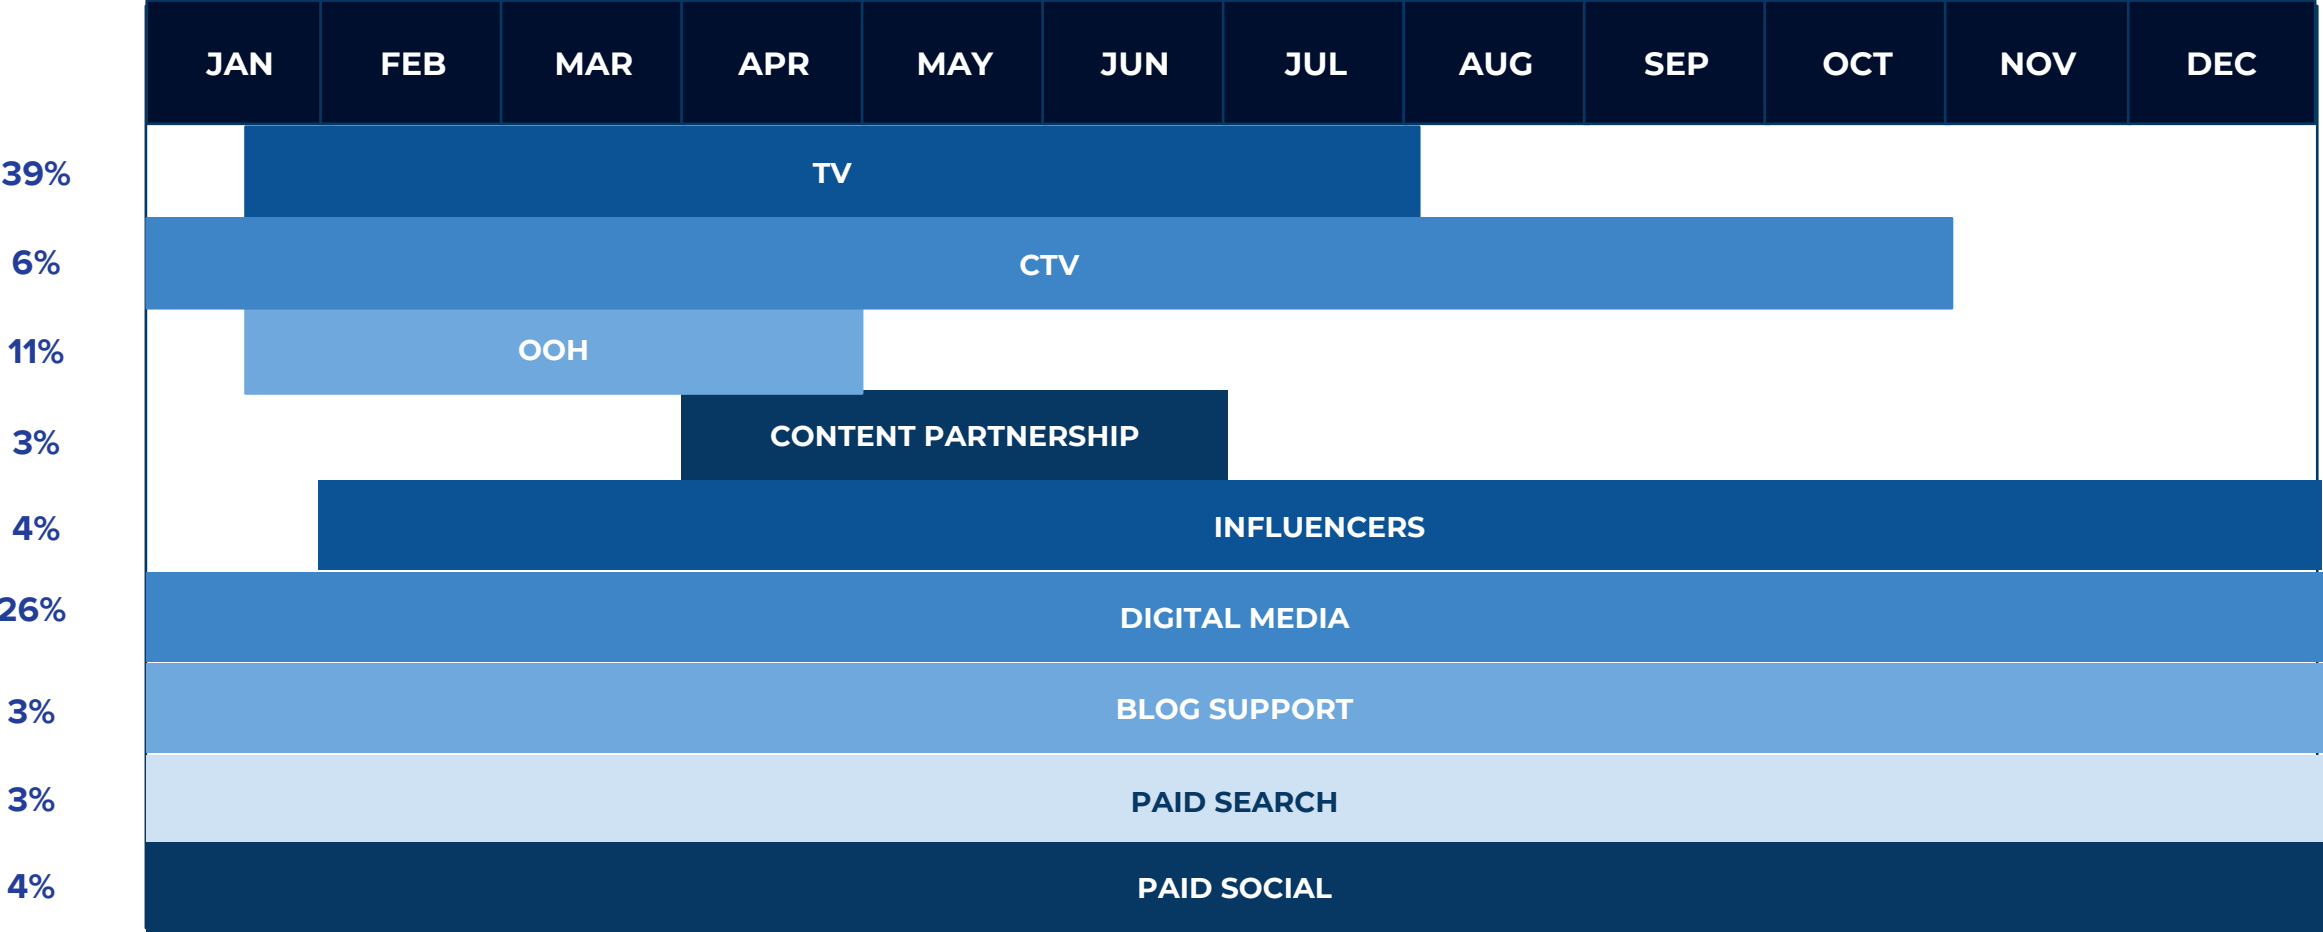 JAN FEB MAR APR MAY JUN JUL AUG SEP OCT NOV DEC
39% TV
6% CTV
11% OOH
3% CONTENT PARTNERSHIP
4% INFLUENCERS
26% DIGITAL MEDIA
3% BLOG SUPPORT
3% PAID SEARCH
4% PAID SOCIAL